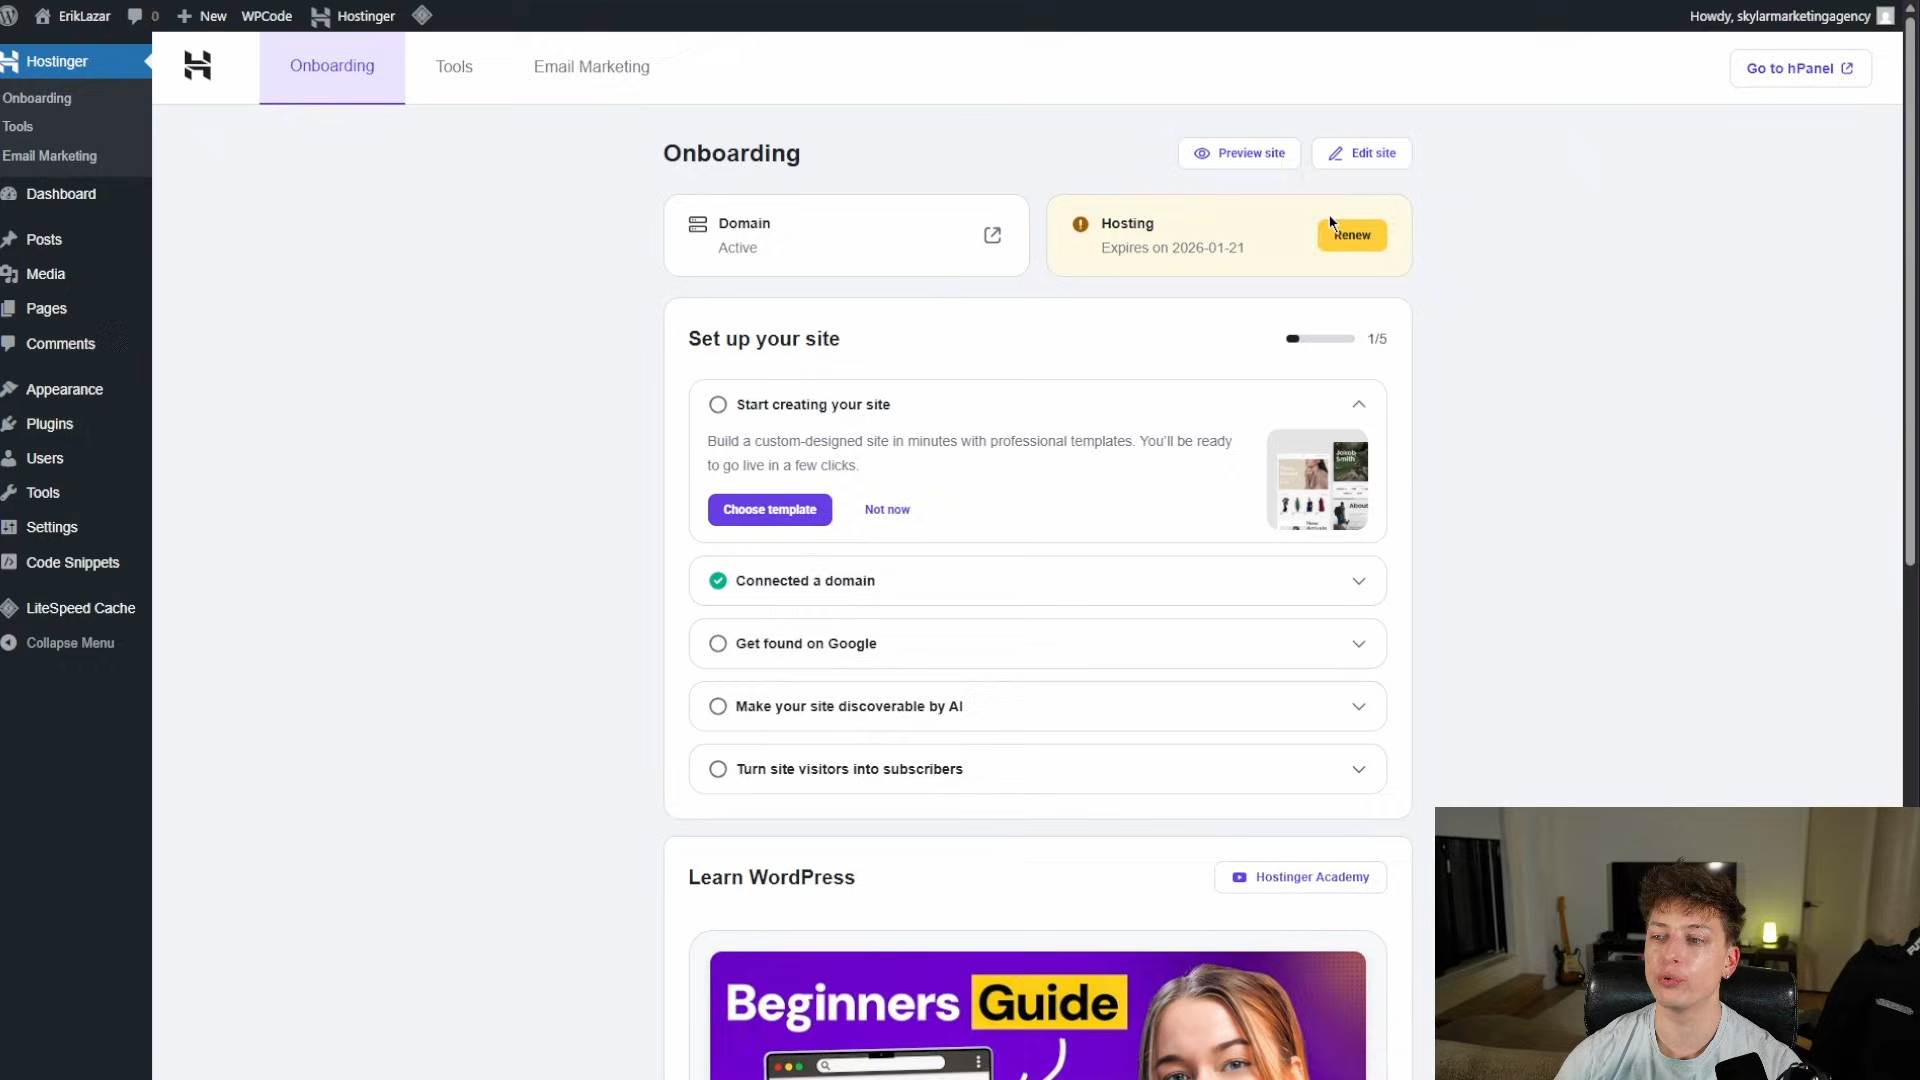 ErikLazar
0
New
WPCode
Hostinger
Howdy, skylarmarketingagency
Hostinger
Onboarding
Tools
Email Marketing
Dashboard
Posts
Media
Pages
Comments
Appearance
Plugins
Users
Tools
Settings
Code Snippets
LiteSpeed Cache
Collapse Menu
Onboarding
Tools
Email Marketing
Go to hPanel
Onboarding
Preview site
Edit site
Domain
Active
Hosting
Expires on 2026-01-21
Renew
Set up your site
1/5
Start creating your site
Build a custom-designed site in minutes with professional templates. You'll be ready
to go live in a few clicks.
Choose template
Not now
Jakob
Smith
About
Connected a domain
Get found on Google
Make your site discoverable by AI
Turn site visitors into subscribers
Learn WordPress
Hostinger Academy
Beginners Guide